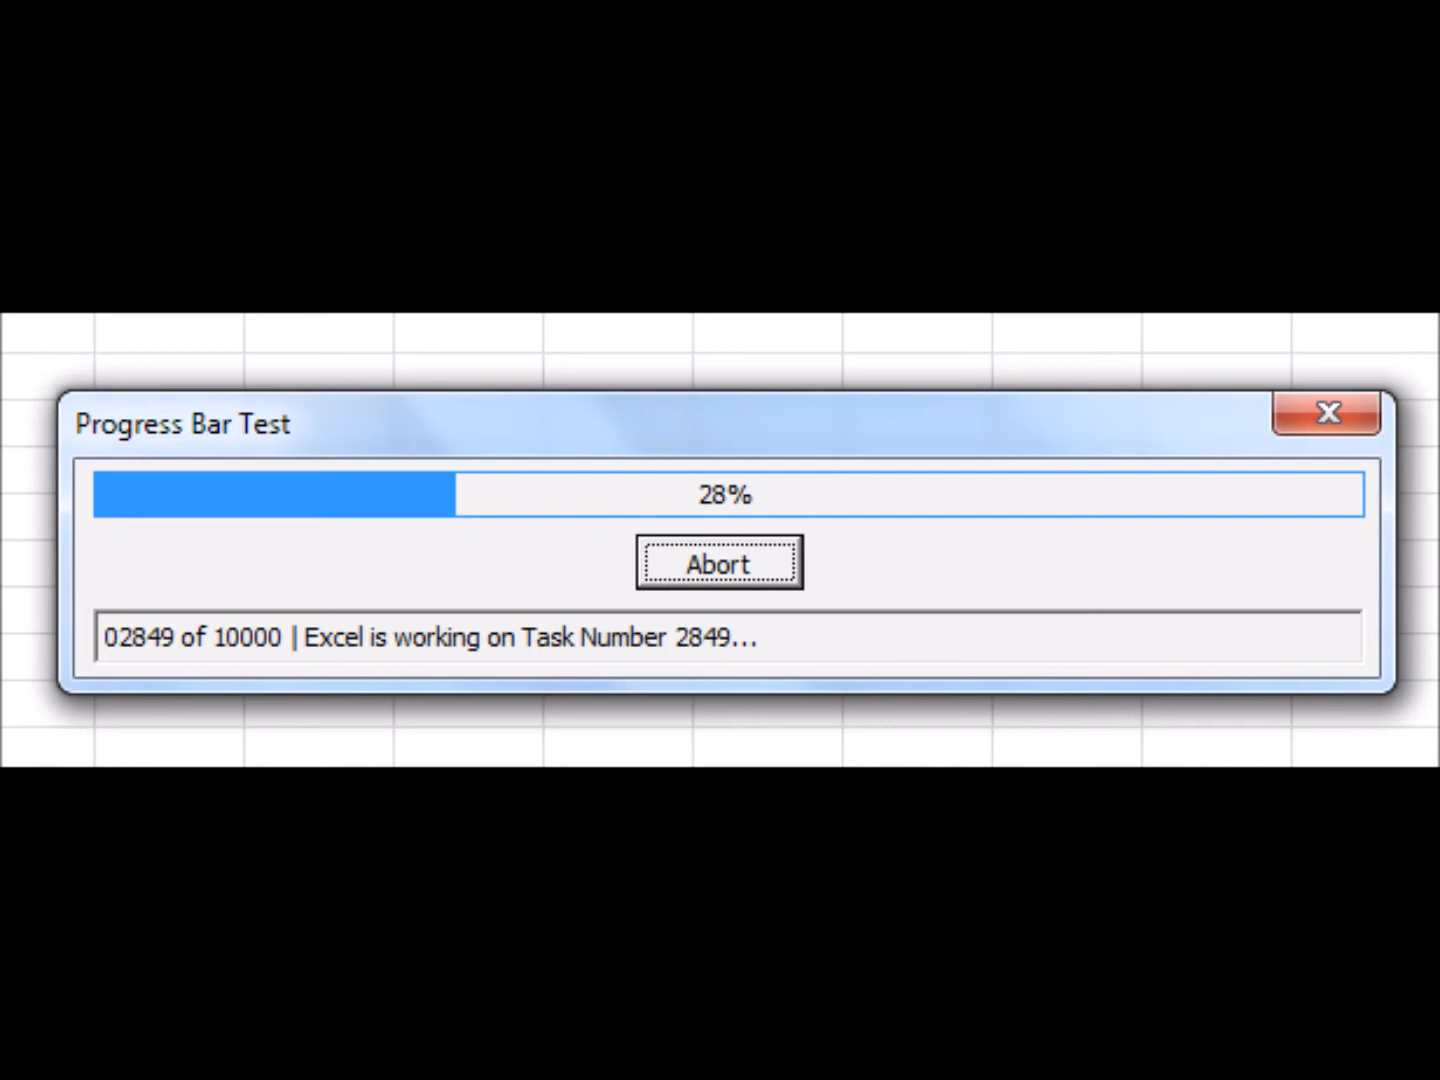 Progress Bar Test
28%
Abort
02849 of 10000 | Excel is working on Task Number 2849...